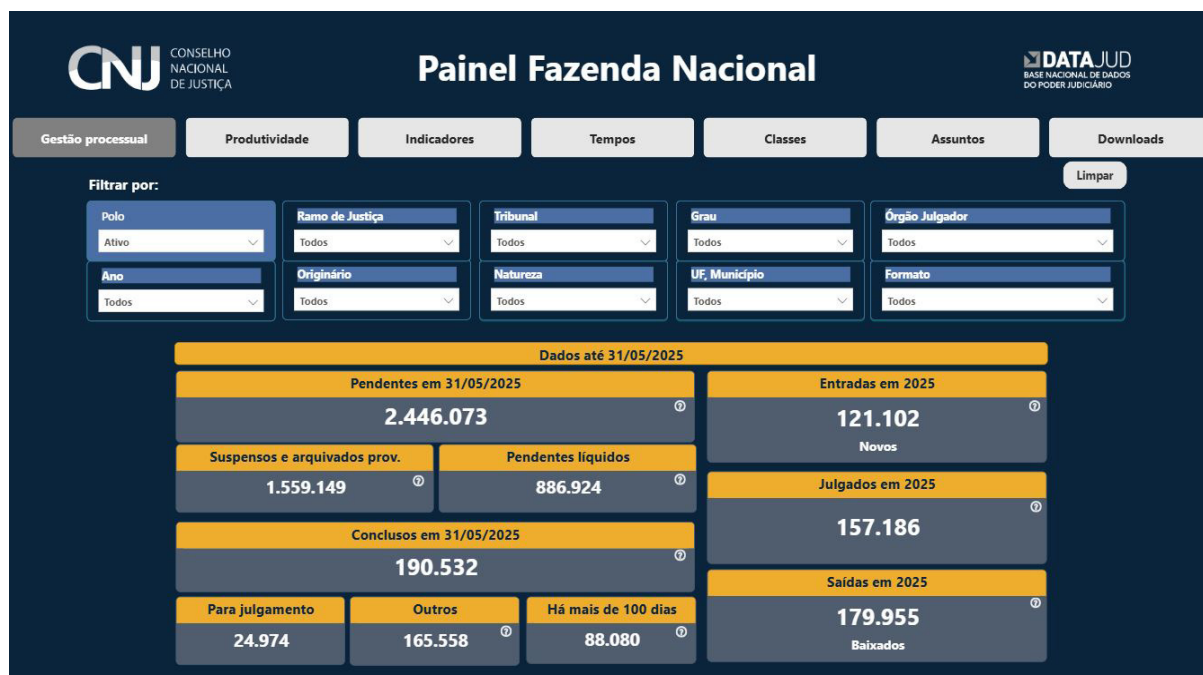 CNJ
CONSELHO
NACIONAL
DE JUSTIÇA
Painel Fazenda Nacional
DATAJUD
BASE NACIONAL DE DADOS
DO PODER JUDICIÁRIO
Gestão processual
Produtividade
Indicadores
Tempos
Classes
Assuntos
Downloads
Filtrar por:
Limpar
Polo
Ativo
Ramo de Justiça
Todos
Tribunal
Todos
Grau
Todos
Órgão Julgador
Todos
Ano
Todos
Originário
Todos
Natureza
Todos
UF, Município
Todos
Formato
Todos
Dados até 31/05/2025
Pendentes em 31/05/2025
2.446.073
Suspensos e arquivados prov.
1.559.149
Pendentes líquidos
886.924
Conclusos em 31/05/2025
190.532
Para julgamento
24.974
Outros
165.558
Há mais de 100 dias
88.080
Entradas em 2025
121.102
Novos
Julgados em 2025
157.186
Saídas em 2025
179.955
Baixados